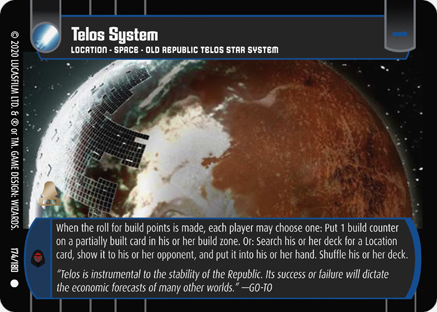 Telos System
LOCATION - SPACE - OLD REPUBLIC TELOS STAR SYSTEM
When the roll for build points is made, each player may choose one: Put 1 build counter
on a partially built card in his or her build zone. Or: Search his or her deck for a Location
card, show it to his or her opponent, and put it into his or her hand. Shuffle his or her deck.
“Telos is instrumental to the stability of the Republic. Its success or failure will dictate
the economic forecasts of many other worlds.” —GO-TO
© 2020 LUCASFILM LTD. & ® or TM. GAME DESIGN: WIZARDS.